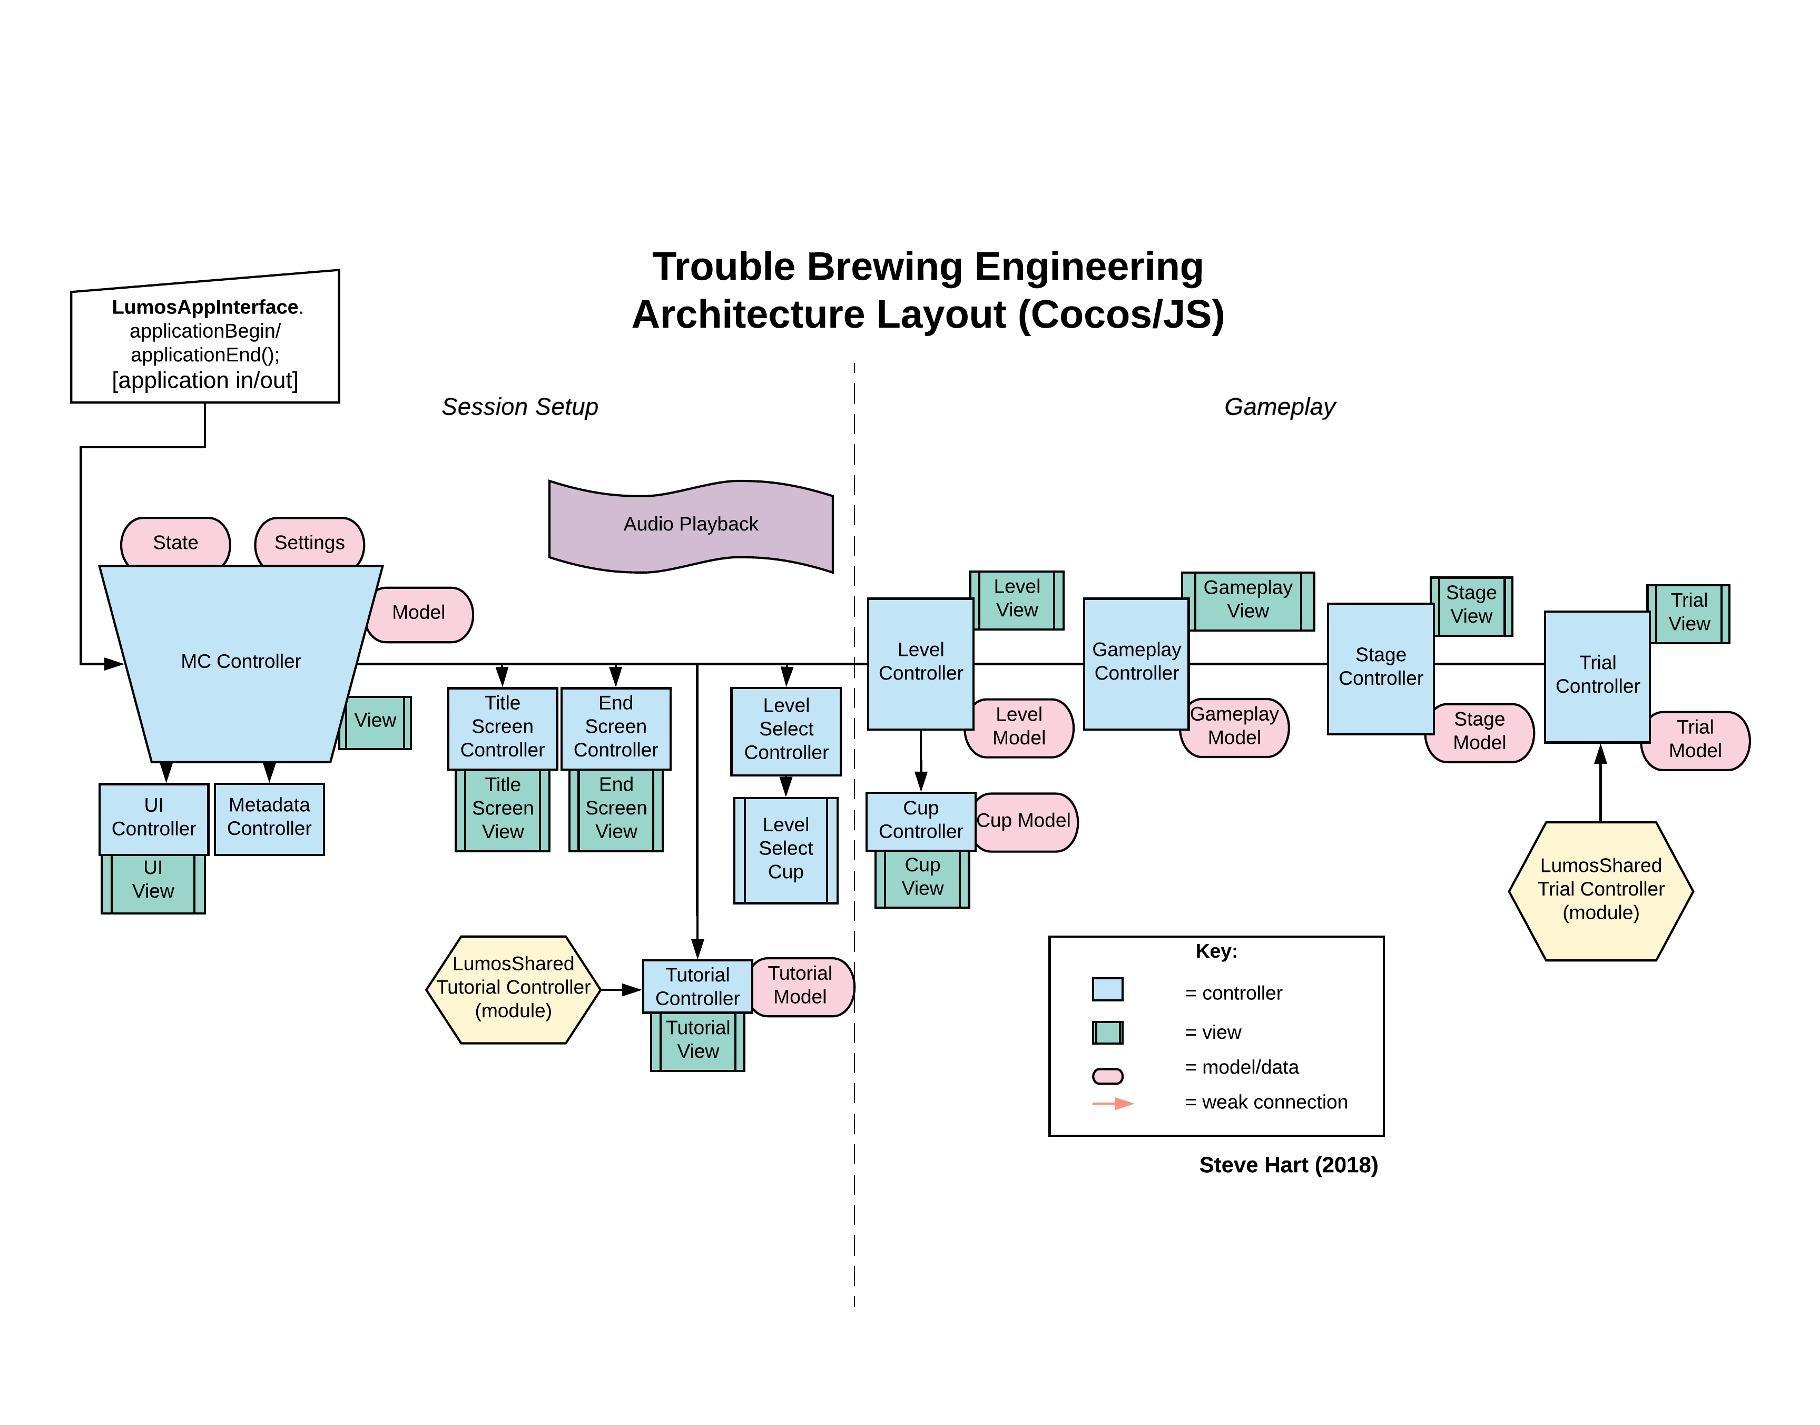 Trouble Brewing Engineering
Architecture Layout (Cocos/JS)
LumosAppInterface.
applicationBegin/
applicationEnd();
[application in/out]
Session Setup
Gameplay
Audio Playback
State
Settings
Model
MC Controller
View
UI
Controller
UI
View
Metadata
Controller
Title
Screen
Controller
Title
Screen
View
End
Screen
Controller
End
Screen
View
Level
Select
Controller
Level
Select
Cup
LumosShared
Tutorial Controller
(module)
Tutorial
Controller
Tutorial
Model
Tutorial
View
Level
View
Level
Controller
Level
Model
Cup
Controller
Cup Model
Cup
View
Gameplay
View
Gameplay
Controller
Gameplay
Model
Stage
View
Stage
Controller
Stage
Model
Trial
View
Trial
Controller
Trial
Model
LumosShared
Trial Controller
(module)
Key:
= controller
= view
= model/data
= weak connection
Steve Hart (2018)